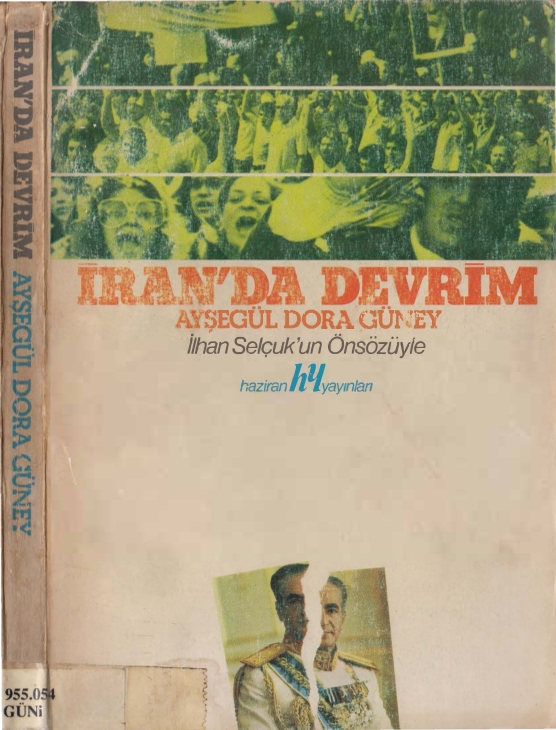 İRAN'DA DEVRİM
AYŞEGÜL DORA GÜNEY
İlhan Selçuk'un Önsözüyle
haziran hy yayınları
İRAN'DA DEVRİM AYŞEGÜL DORA GÜNEY
955.054
GÜNi